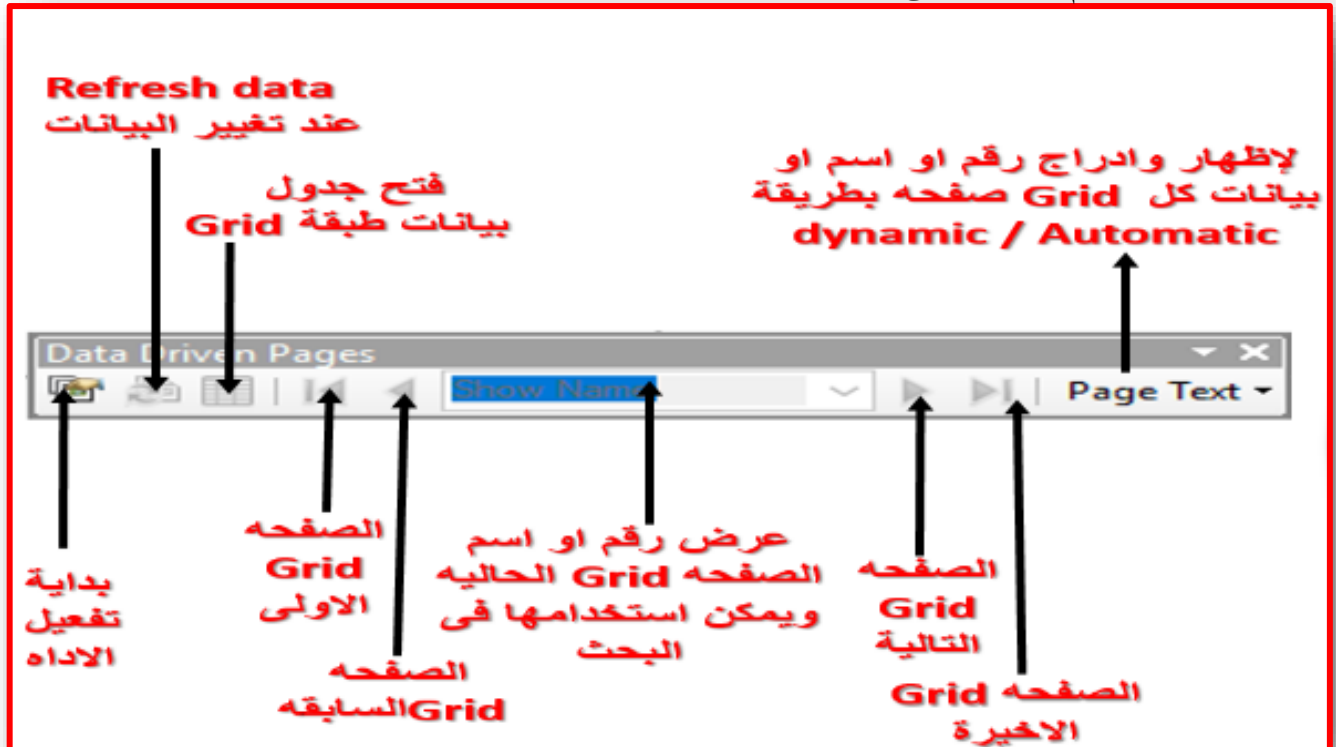 Refresh data
عند تغيير البيانات
فتح جدول
بيانات طبقة Grid
لإظهار وادراج رقم او اسم او
بيانات كل Grid صفحه بطريقة
dynamic / Automatic
Data Driven Pages
Show Name
Page Text
بداية
تفعيل
الاداه
الصفحه
Grid
الاولى
الصفحه
Gridالسابقه
عرض رقم او اسم
الصفحه Grid الحاليه
ويمكن استخدامها فى
البحث
الصفحه
Grid
التالية
الصفحه Grid
الاخيرة